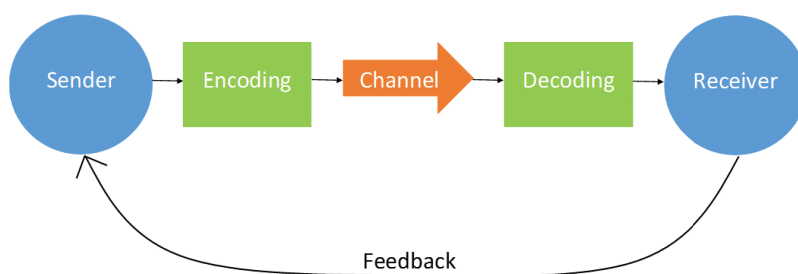 Sender
Encoding
Channel
Decoding
Receiver
Feedback